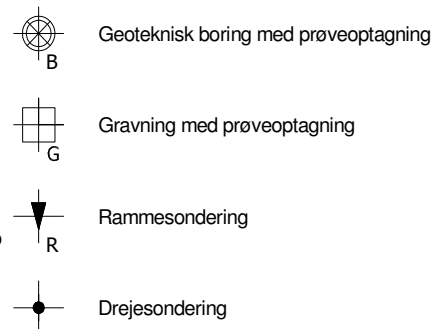 B Geoteknisk boring med prøveoptagning
G Gravning med prøveoptagning
R Rammesondering
Drejesondering